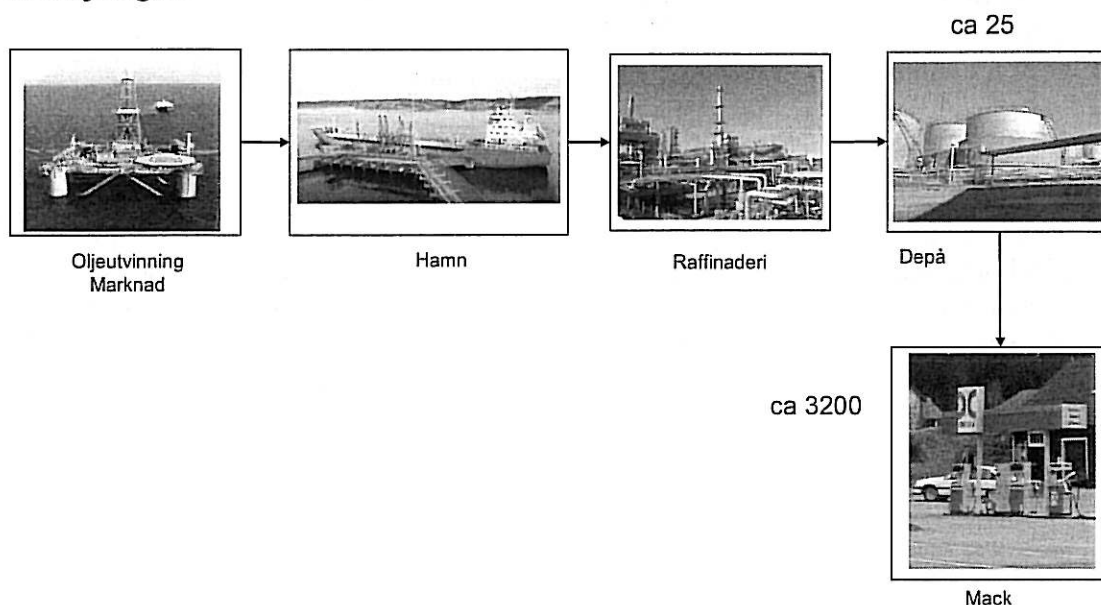 ca 25
Oljeutvinning
Marknad
Hamn
Raffinaderi
Depå
ca 3200
Mack